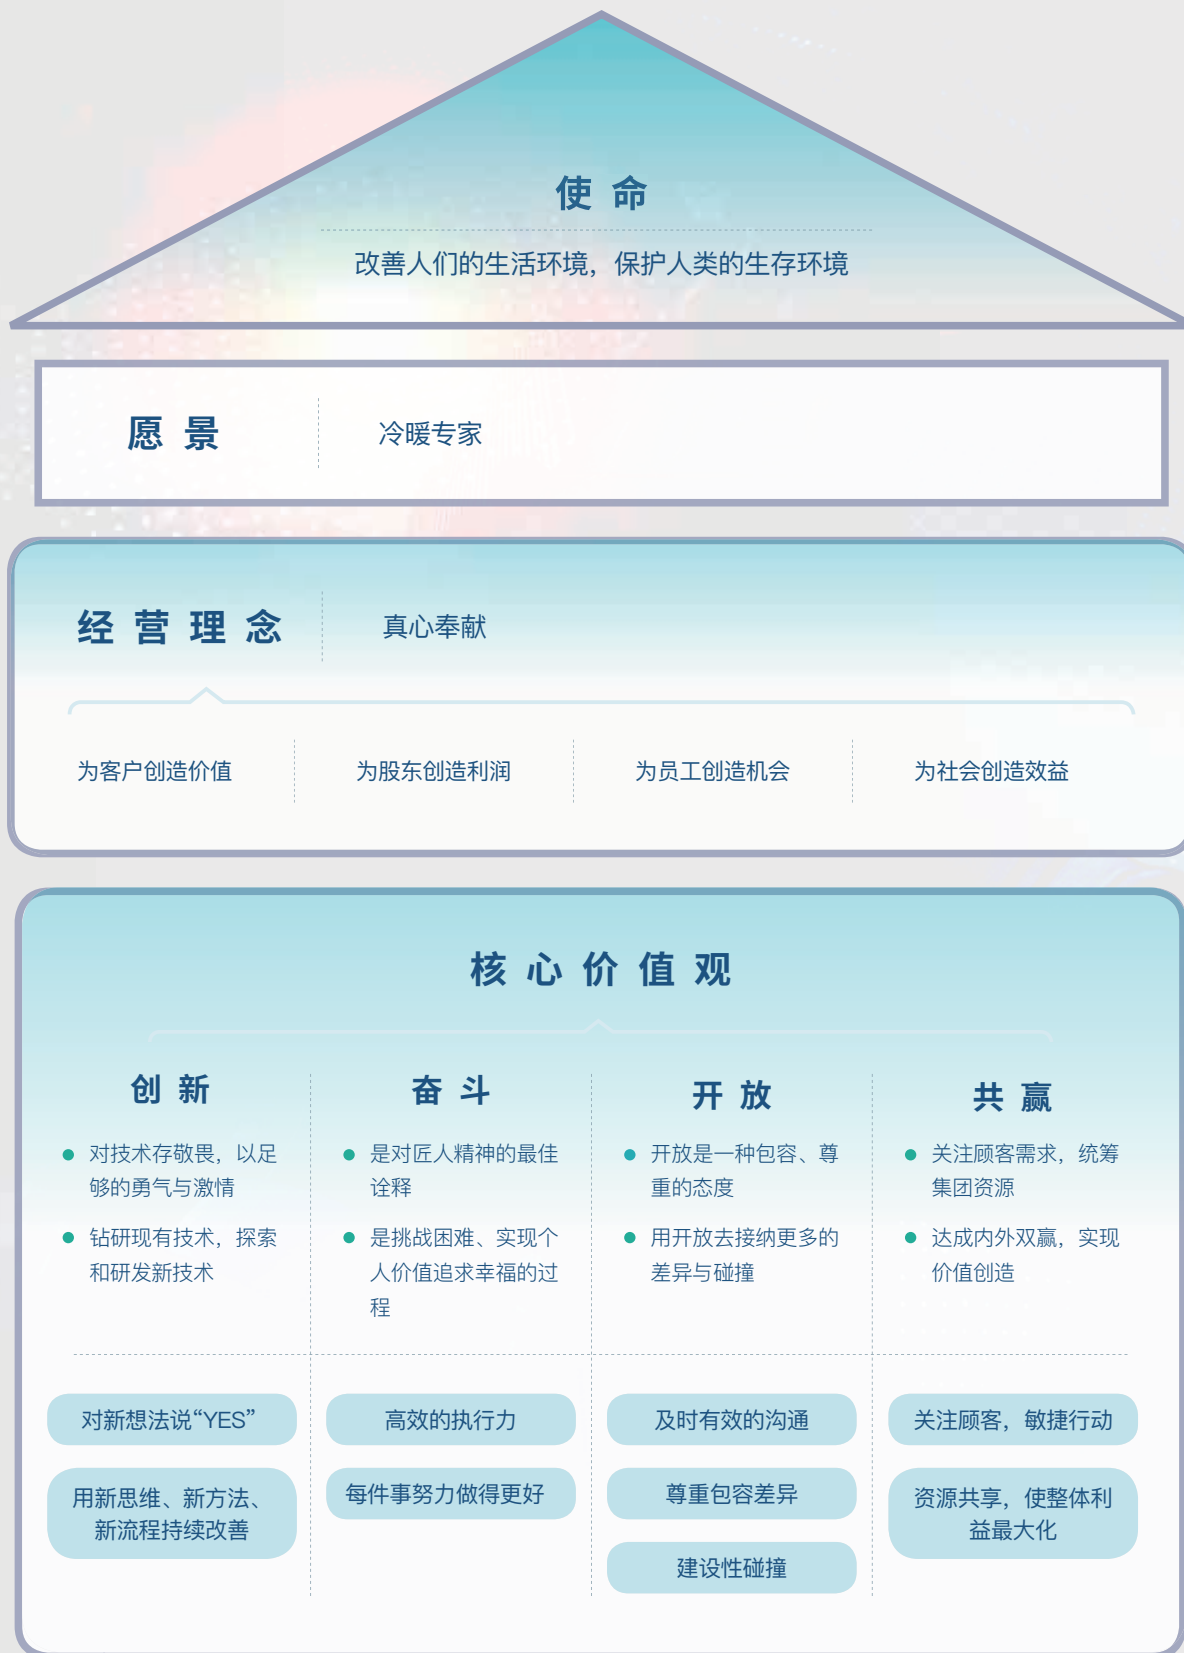 使命
改善人们的生活环境，保护人类的生存环境
愿景
冷暖专家
经营理念
真心奉献
为客户创造价值
为股东创造利润
为员工创造机会
为社会创造效益
核心价值观
创新
对技术存敬畏，以足
够的勇气与激情
钻研现有技术，探索
和研发新技术
对新想法说“YES”
用新思维、新方法、
新流程持续改善
奋斗
是对匠人精神的最佳
诠释
是挑战困难、实现个
人价值追求幸福的过
程
高效的执行力
每件事努力做得更好
开放
开放是一种包容、尊
重的态度
用开放去接纳更多的
差异与碰撞
及时有效的沟通
尊重包容差异
建设性碰撞
共赢
关注顾客需求，统筹
集团资源
达成内外双赢，实现
价值创造
关注顾客，敏捷行动
资源共享，使整体利
益最大化